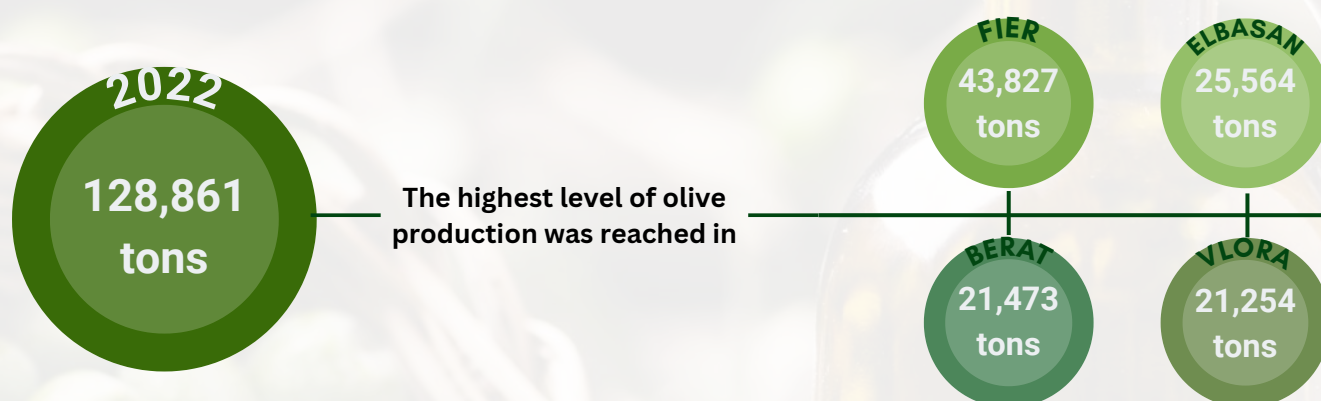 2022
128,861
tons
The highest level of olive
production was reached in
FIER
43,827
tons
ELBASAN
25,564
tons
BERAT
21,473
tons
VLORA
21,254
tons